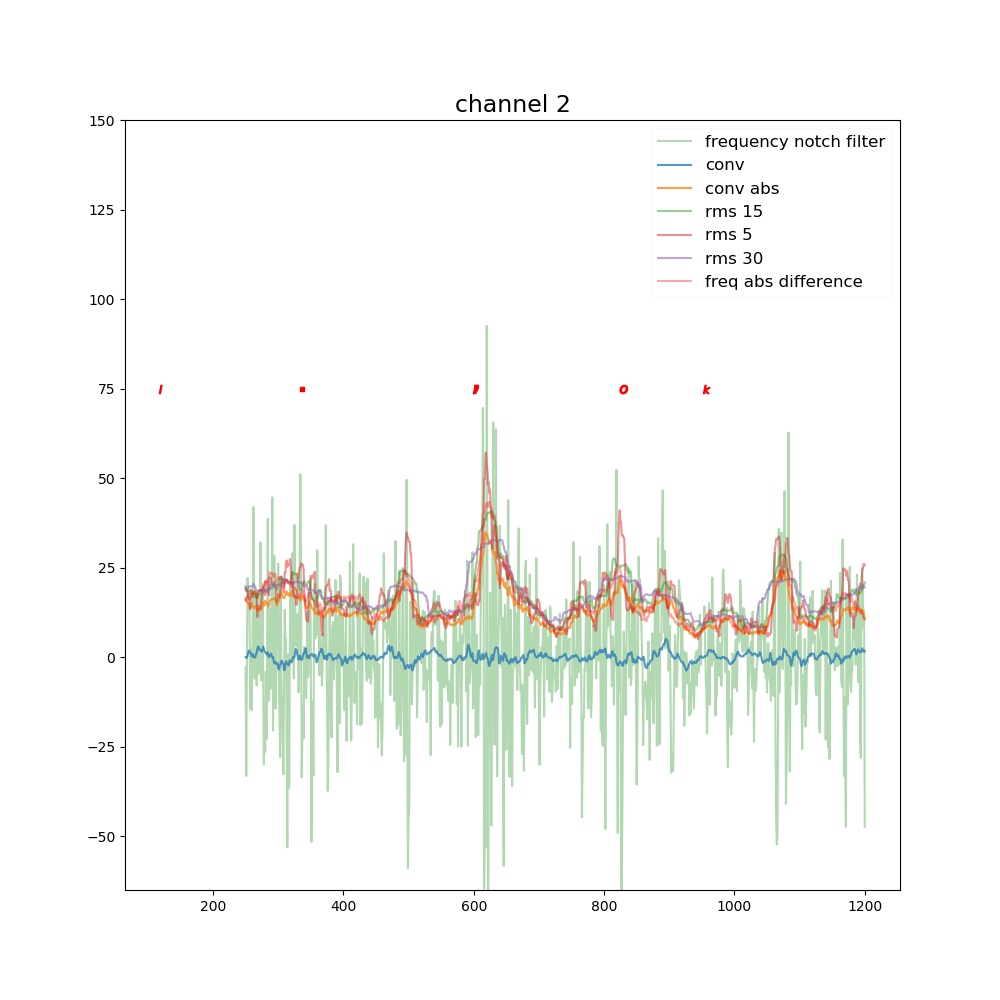 channel 2
150
125
100
75
50
25
0
−25
−50
frequency notch filter
conv
conv abs
rms 15
rms 5
rms 30
freq abs difference
l . o k
200 400 600 800 1000 1200